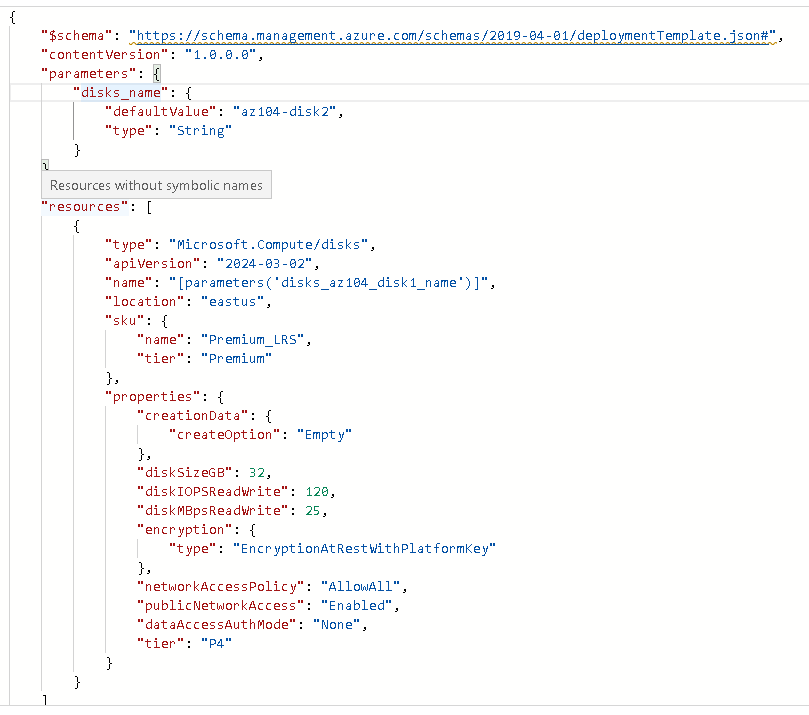 {
"$schema": "https://schema.management.azure.com/schemas/2019-04-01/deploymentTemplate.json#",
"contentVersion": "1.0.0.0",
"parameters": {
"disks_name": {
"defaultValue": "az104-disk2",
"type": "String"
}
}
Resources without symbolic names
"resources": [
{
"type": "Microsoft.Compute/disks",
"apiVersion": "2024-03-02",
"name": "[parameters('disks_az104_disk1_name')]",
"location": "eastus",
"sku": {
"name": "Premium_LRS",
"tier": "Premium"
},
"properties": {
"creationData": {
"createOption": "Empty"
},
"diskSizeGB": 32,
"diskIOPSReadWrite": 120,
"diskMBpsReadWrite": 25,
"encryption": {
"type": "EncryptionAtRestWithPlatformKey"
},
"networkAccessPolicy": "AllowAll",
"publicNetworkAccess": "Enabled",
"dataAccessAuthMode": "None",
"tier": "P4"
}
}
]